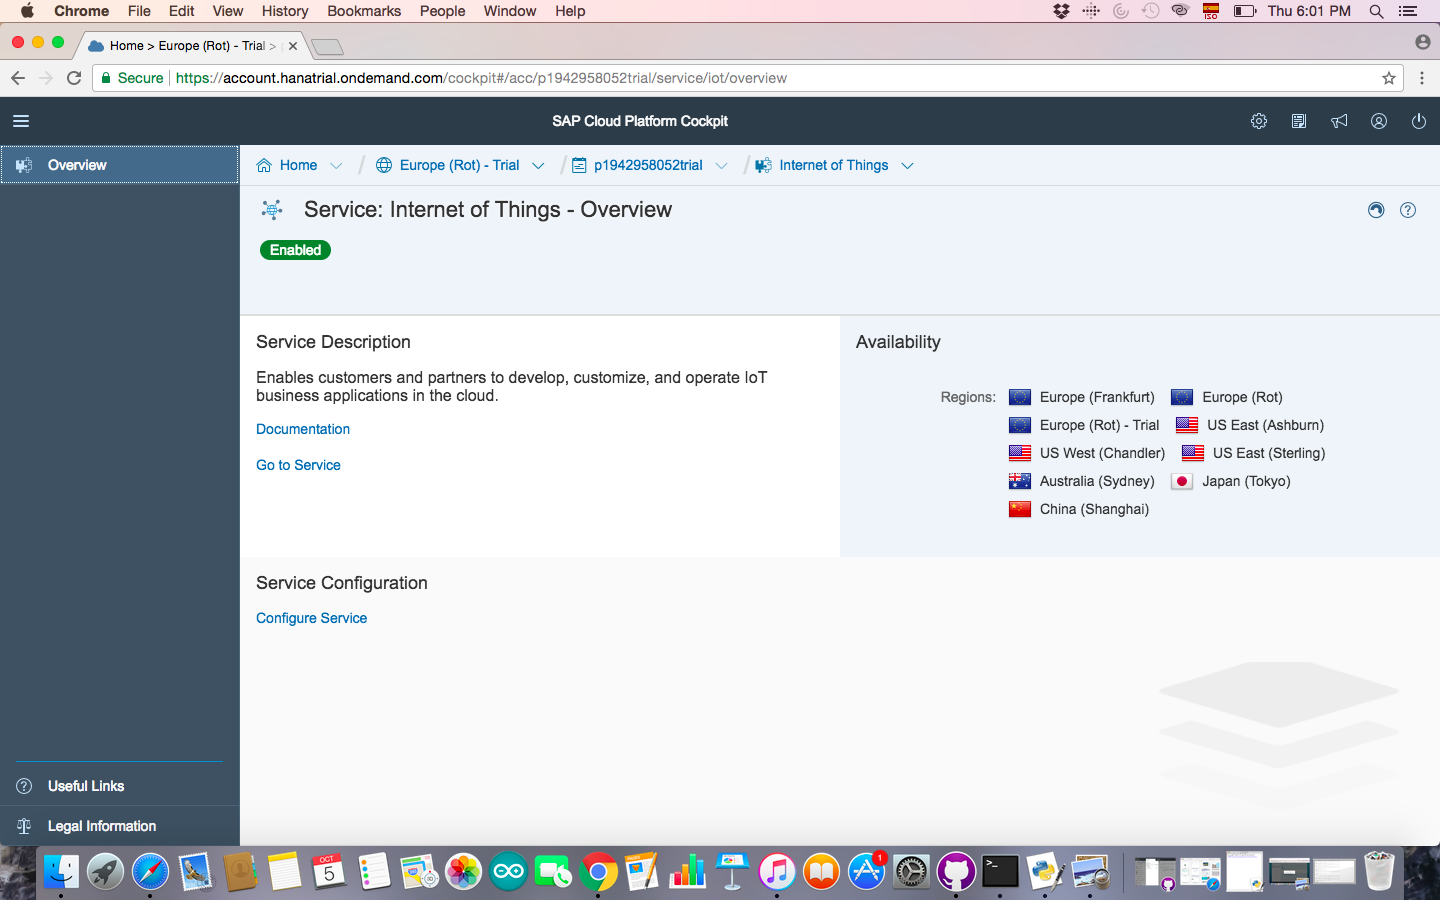 Chrome File Edit View History Bookmarks People Window Help ISO Thu 6:01 PM
Home > Europe (Rot) - Trial >
Secure https://account.hanatrial.ondemand.com/cockpit#/acc/p1942958052trial/service/iot/overview
SAP Cloud Platform Cockpit
Overview
Home / Europe (Rot) - Trial / p1942958052trial / Internet of Things
Service: Internet of Things - Overview
Enabled
Service Description
Enables customers and partners to develop, customize, and operate IoT
business applications in the cloud.
Documentation
Go to Service
Availability
Regions: Europe (Frankfurt) Europe (Rot)
Europe (Rot) - Trial US East (Ashburn)
US West (Chandler) US East (Sterling)
Australia (Sydney) Japan (Tokyo)
China (Shanghai)
Service Configuration
Configure Service
Useful Links
Legal Information
OCT
5
1
>_